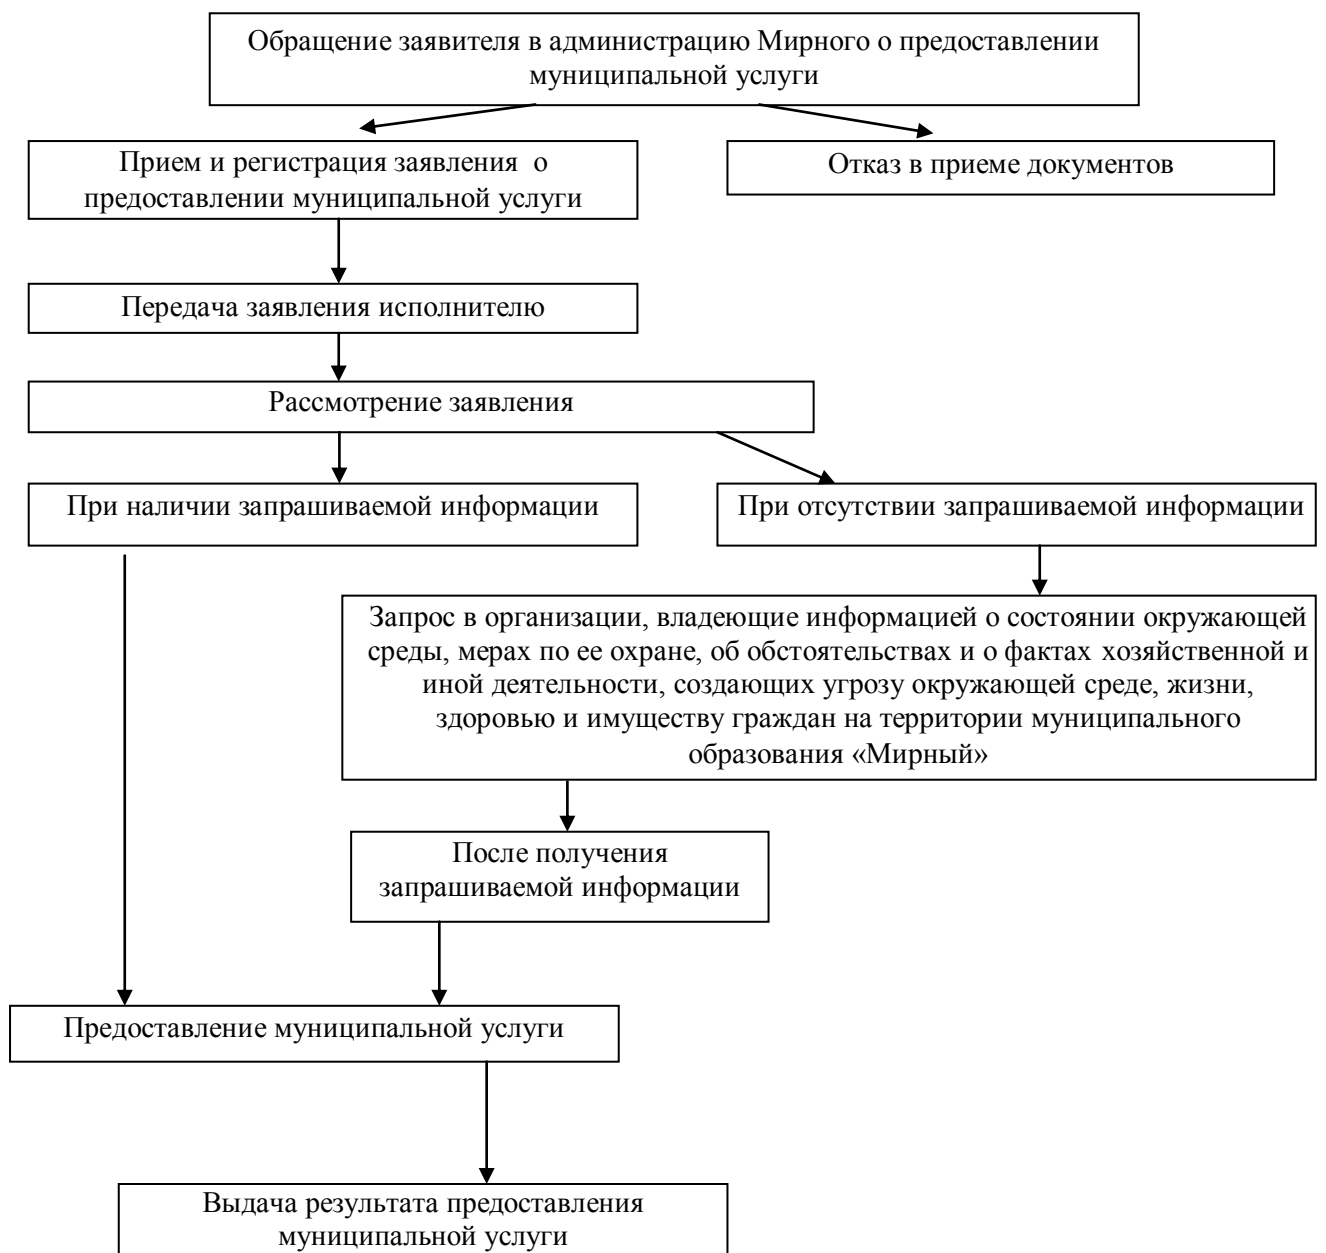 Обращение заявителя в администрацию Мирного о предоставлении
муниципальной услуги
Прием и регистрация заявления о
предоставлении муниципальной услуги
Отказ в приеме документов
Передача заявления исполнителю
Рассмотрение заявления
При наличии запрашиваемой информации
При отсутствии запрашиваемой информации
Запрос в организации, владеющие информацией о состоянии окружающей
среды, мерах по ее охране, об обстоятельствах и о фактах хозяйственной и
иной деятельности, создающих угрозу окружающей среде, жизни,
здоровью и имуществу граждан на территории муниципального
образования «Мирный»
После получения
запрашиваемой информации
Предоставление муниципальной услуги
Выдача результата предоставления
муниципальной услуги